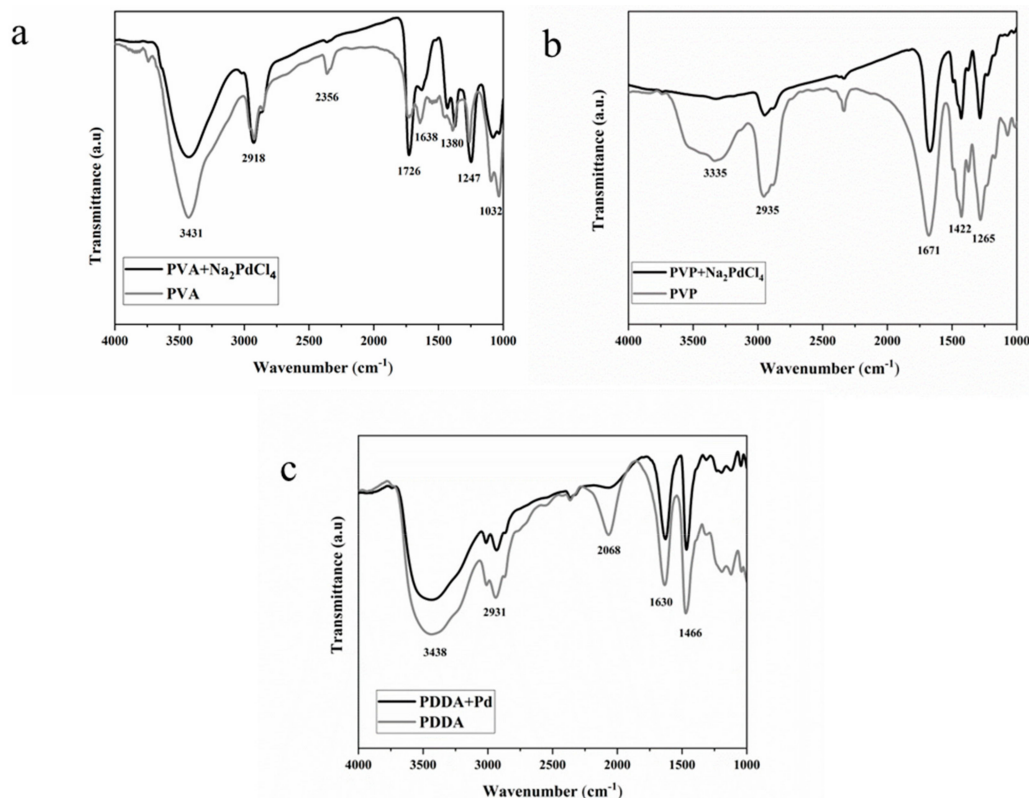 a
Transmittance (a.u)
3431
2918
2356
1726
1638
1380
1247
1032
PVA+Na₂PdCl₄
PVA
4000 3500 3000 2500 2000 1500 1000
Wavenumber (cm⁻¹)
b
Transmittance (a.u.)
3335
2935
1671
1422
1265
PVP+Na₂PdCl₄
PVP
4000 3500 3000 2500 2000 1500 1000
Wavenumber (cm⁻¹)
c
Transmittance (a.u)
3438
2931
2068
1630
1466
PDDA+Pd
PDDA
4000 3500 3000 2500 2000 1500 1000
Wavenumber (cm⁻¹)